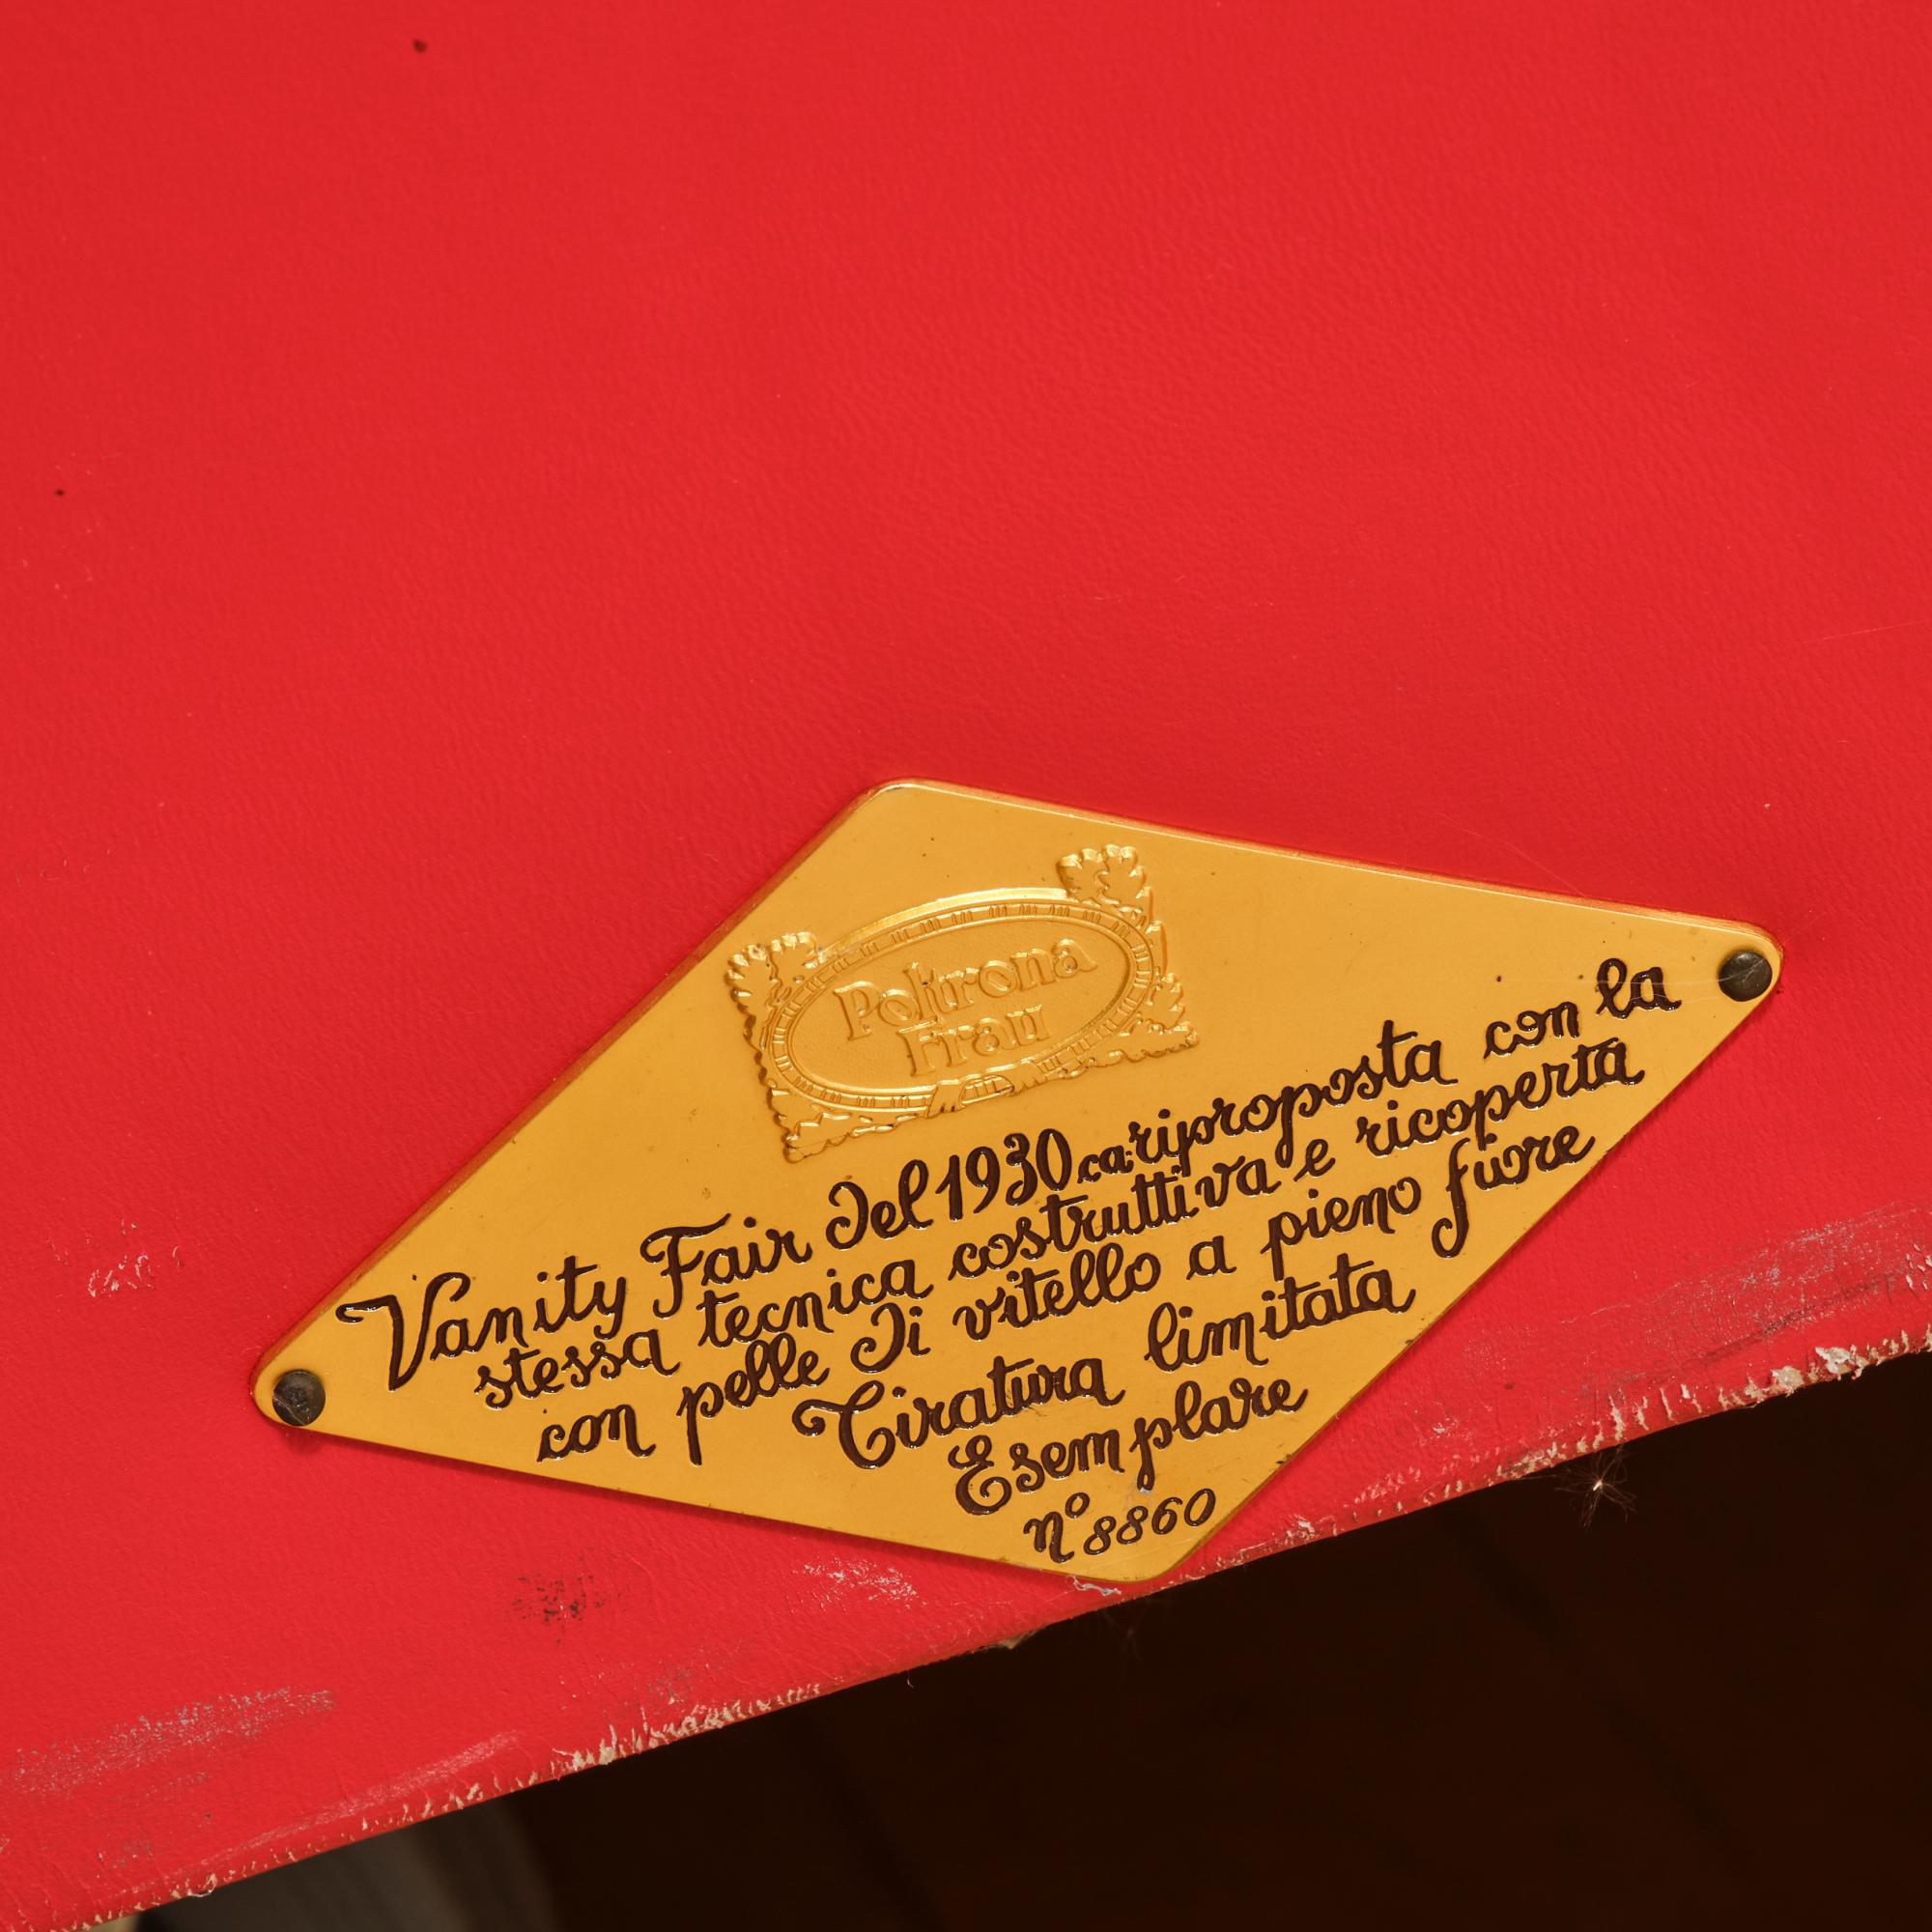 Poltrona
Frau
Vanity Fair del 1930 ca. riproposta con la
stessa tecnica costruttiva e ricoperta
con pelle di vitello a pieno fiore
Tiratura limitata
Esemplare
n° 8860